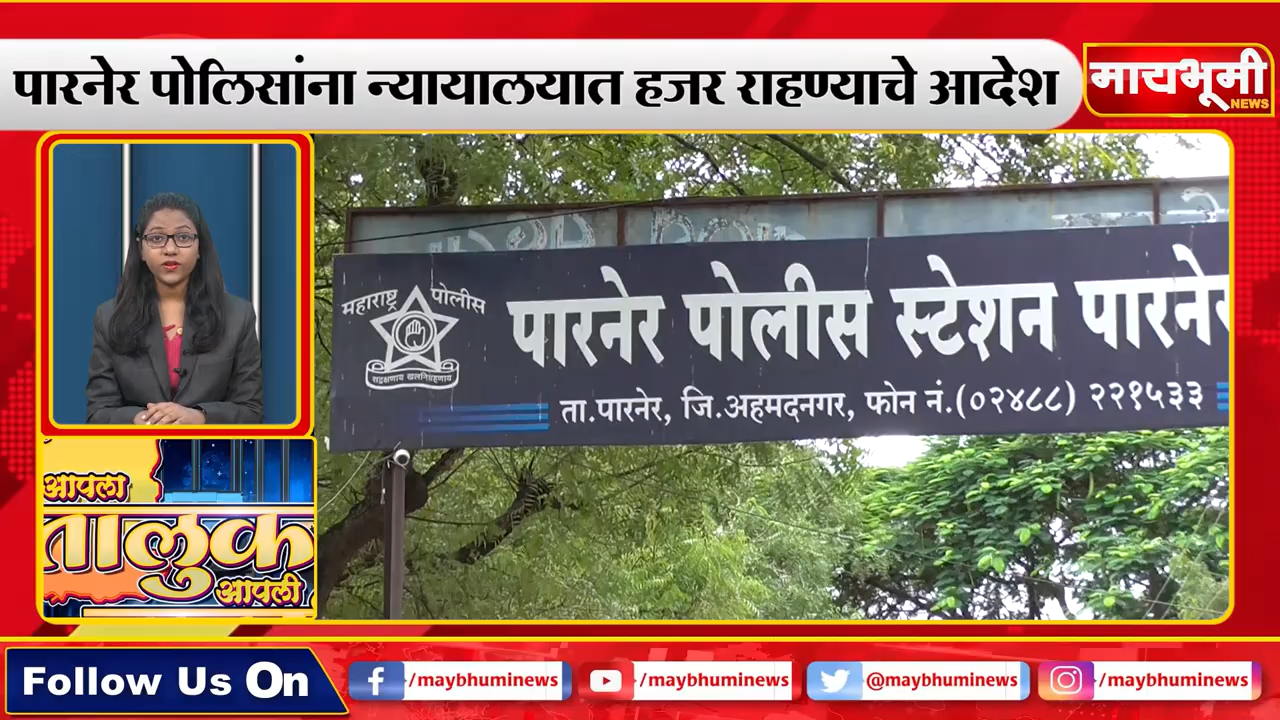 पारनेर पोलिसांना न्यायालयात हजर राहण्याचे आदेश
मायभूमी
NEWS
महाराष्ट्र पोलीस
पारनेर पोलीस स्टेशन पारनेर
सद्रक्षणाय खलनिग्रहणाय
ता.पारनेर, जि.अहमदनगर, फोन नं.(०२४८८) २२१५३३
आपला
तालुका
आपली
Follow Us On
/maybhuminews
/maybhuminews
@maybhuminews
/maybhuminews